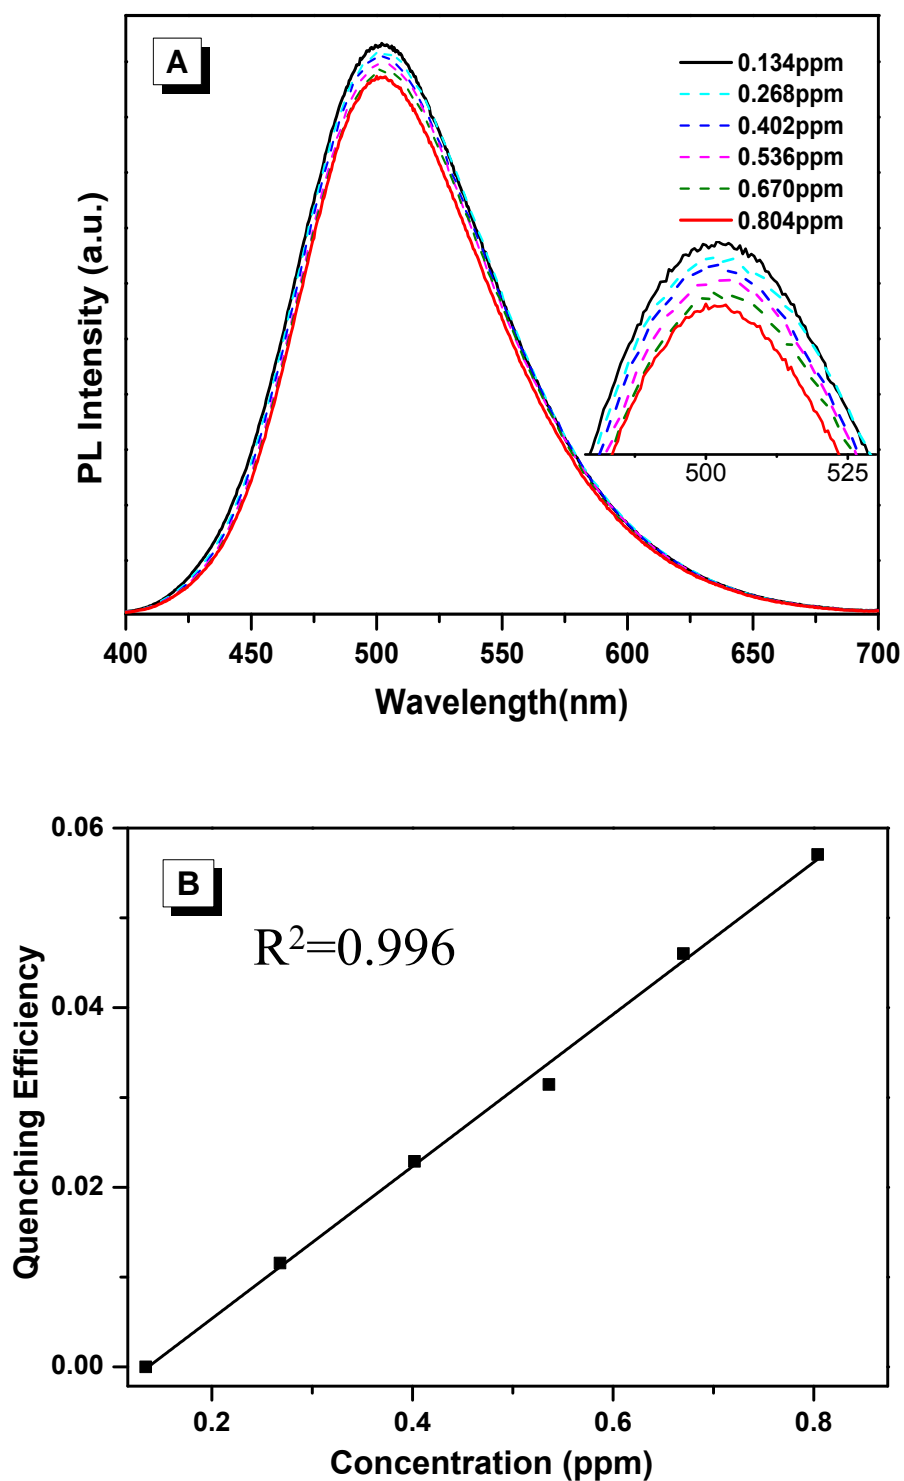 A
0.134ppm
0.268ppm
0.402ppm
0.536ppm
0.670ppm
0.804ppm
PL Intensity (a.u.)
500 525
400 450 500 550 600 650 700
Wavelength(nm)
0.06
B
R²=0.996
0.04
Quenching Efficiency
0.02
0.00
0.2 0.4 0.6 0.8
Concentration (ppm)